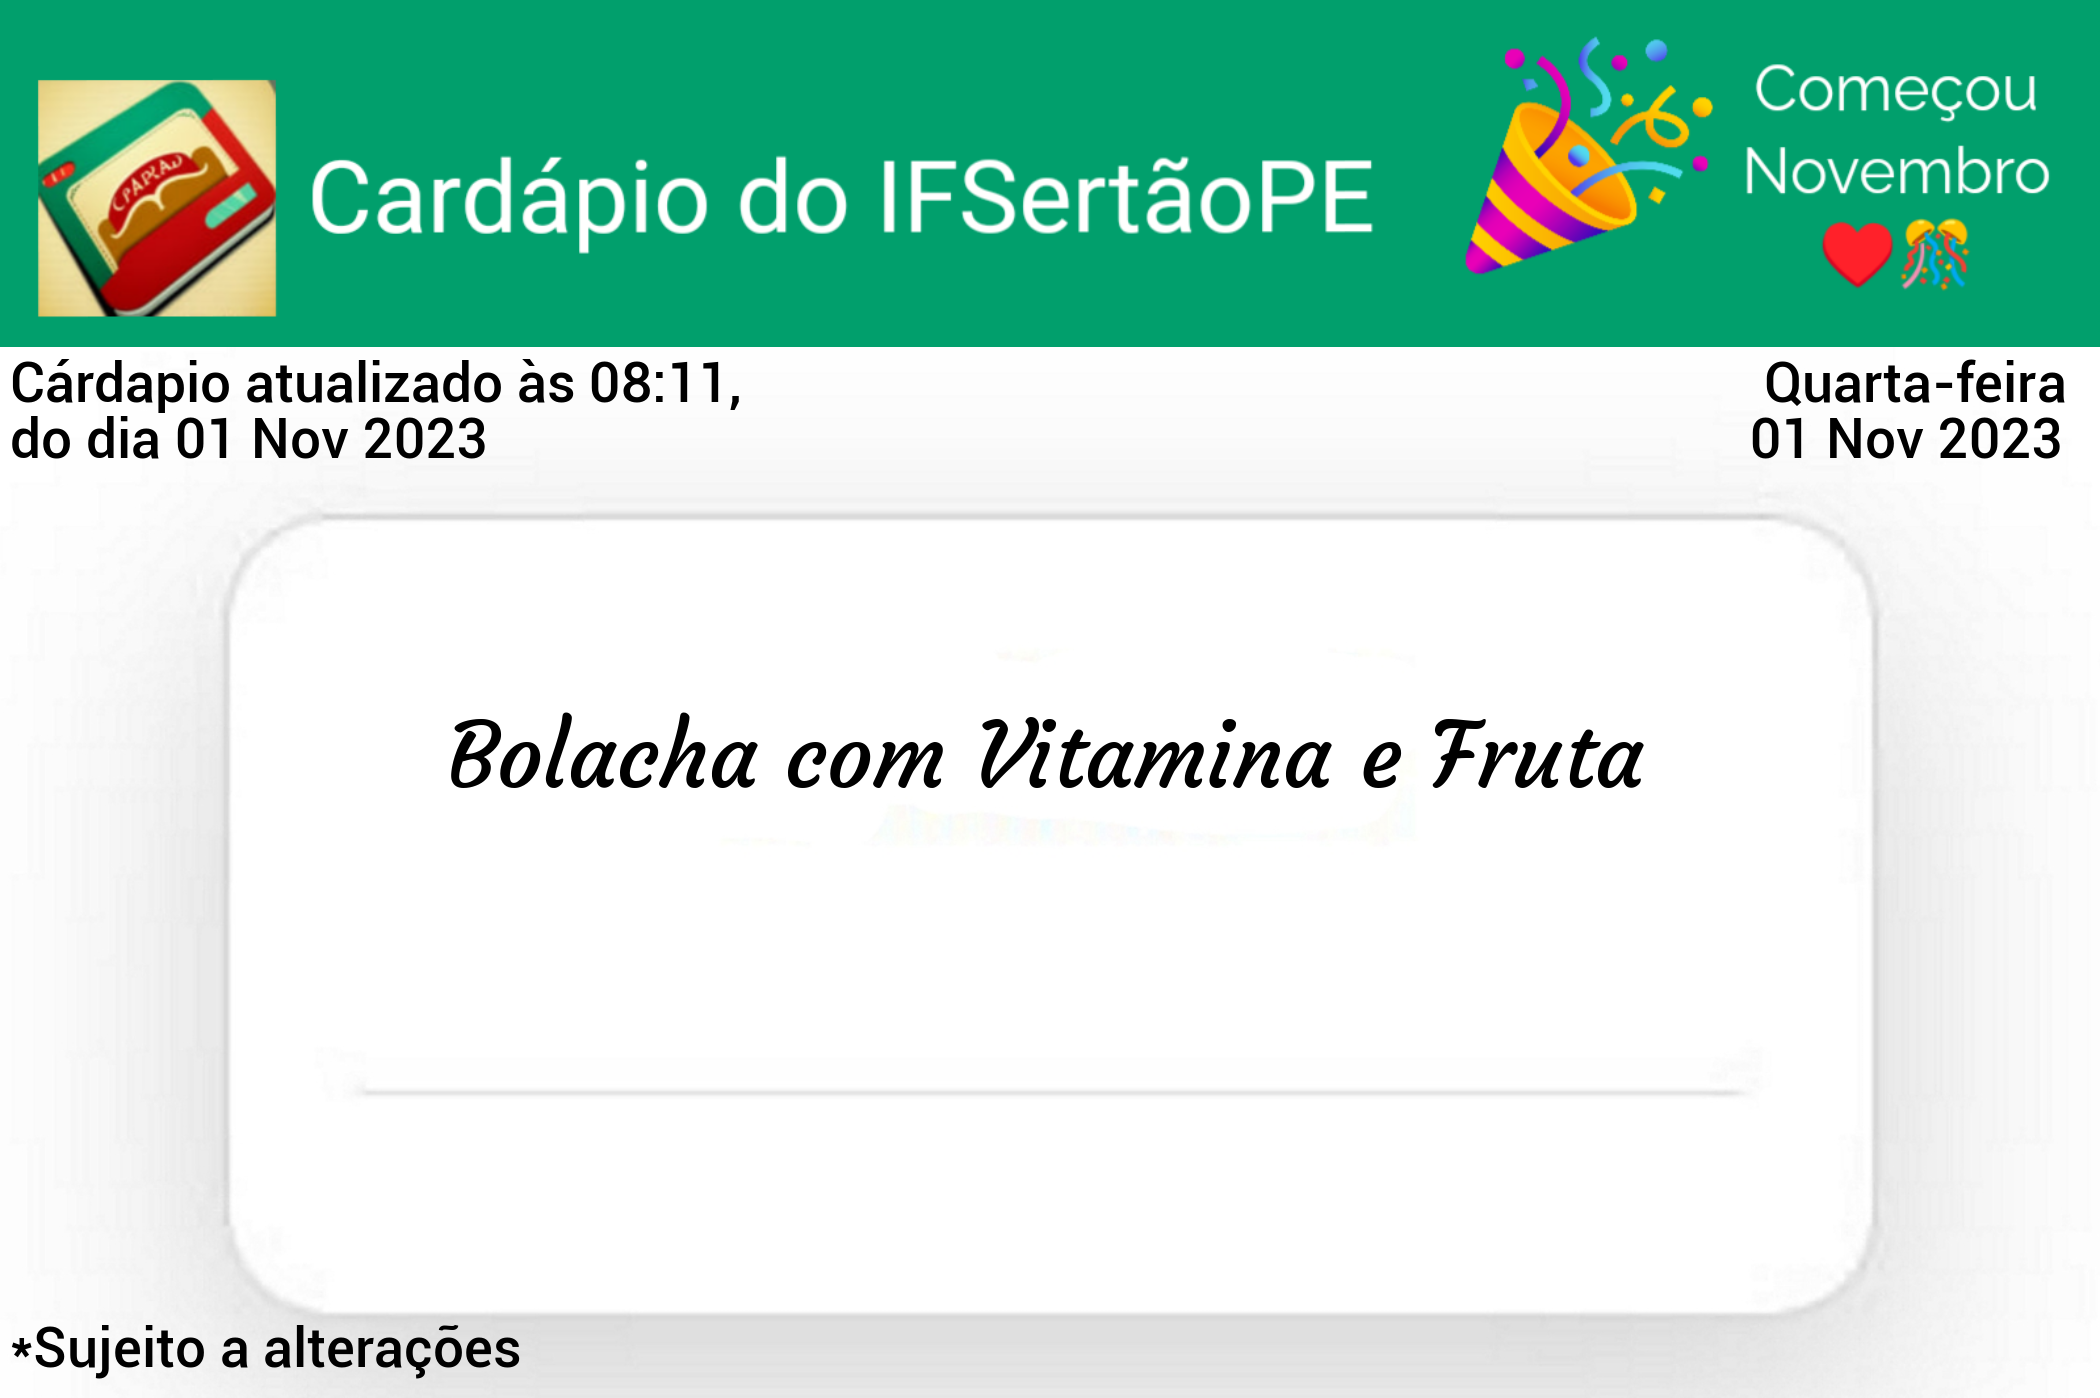 Cardápio do IFSertãoPE
Começou
Novembro
Cárdapio atualizado às 08:11,
do dia 01 Nov 2023
Quarta-feira
01 Nov 2023
Bolacha com Vitamina e Fruta
*Sujeito a alterações